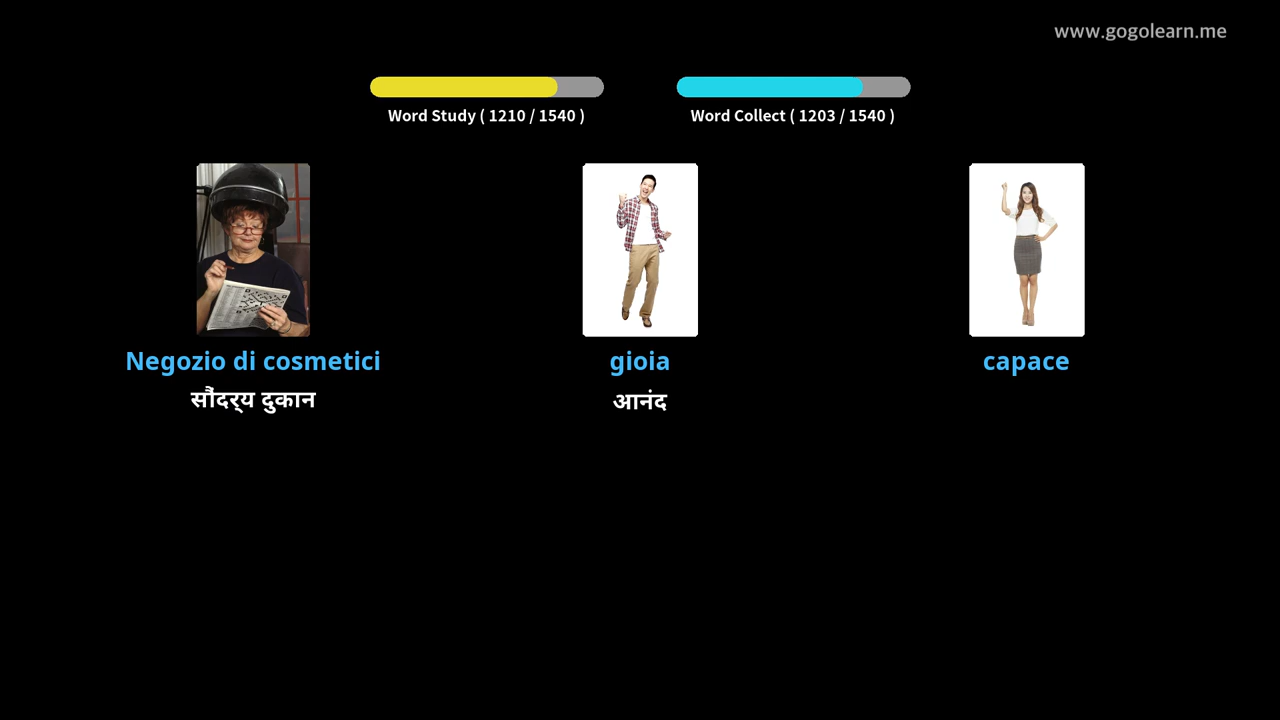 www.gogolearn.me
Word Study ( 1210 / 1540 )
Word Collect ( 1203 / 1540 )
Negozio di cosmetici
gioia
capace
सौंदर्य दुकान
आनंद